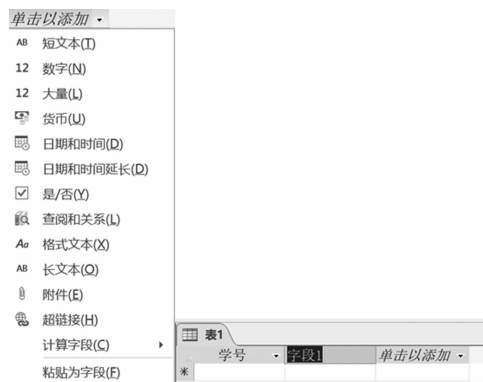 单击以添加
AB 短文本(T)
12 数字(N)
12 大量(L)
货币(U)
日期和时间(D)
日期和时间延长(D)
是/否(Y)
查阅和关系(L)
Aa 格式文本(X)
AB 长文本(O)
附件(E)
超链接(H)
计算字段(C)
粘贴为字段(F)
表1
学号 字段1 单击以添加